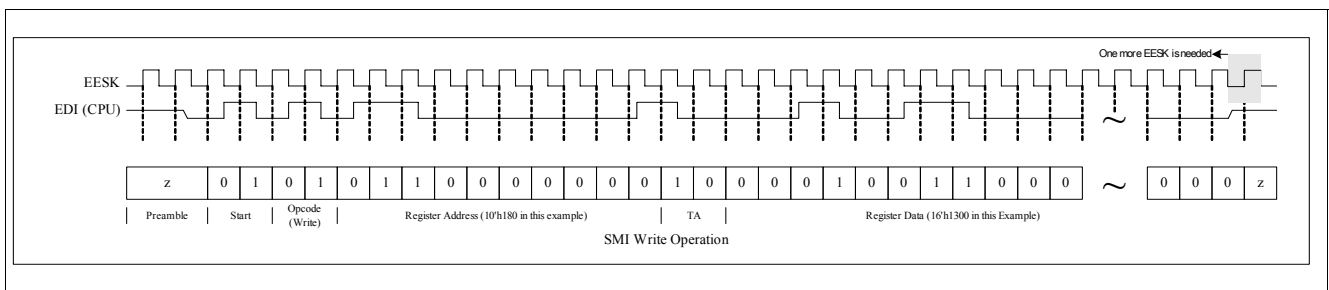 One more EESK is needed
EESK
EDI (CPU)
~
z 0 1 0 1 0 1 1 0 0 0 0 0 0 0 1 0 0 0 0 1 0 0 1 1 0 0 0 ~ 0 0 0 z
Preamble Start Opcode (Write) Register Address (10'h180 in this example) TA Register Data (16'h1300 in this Example)
SMI Write Operation